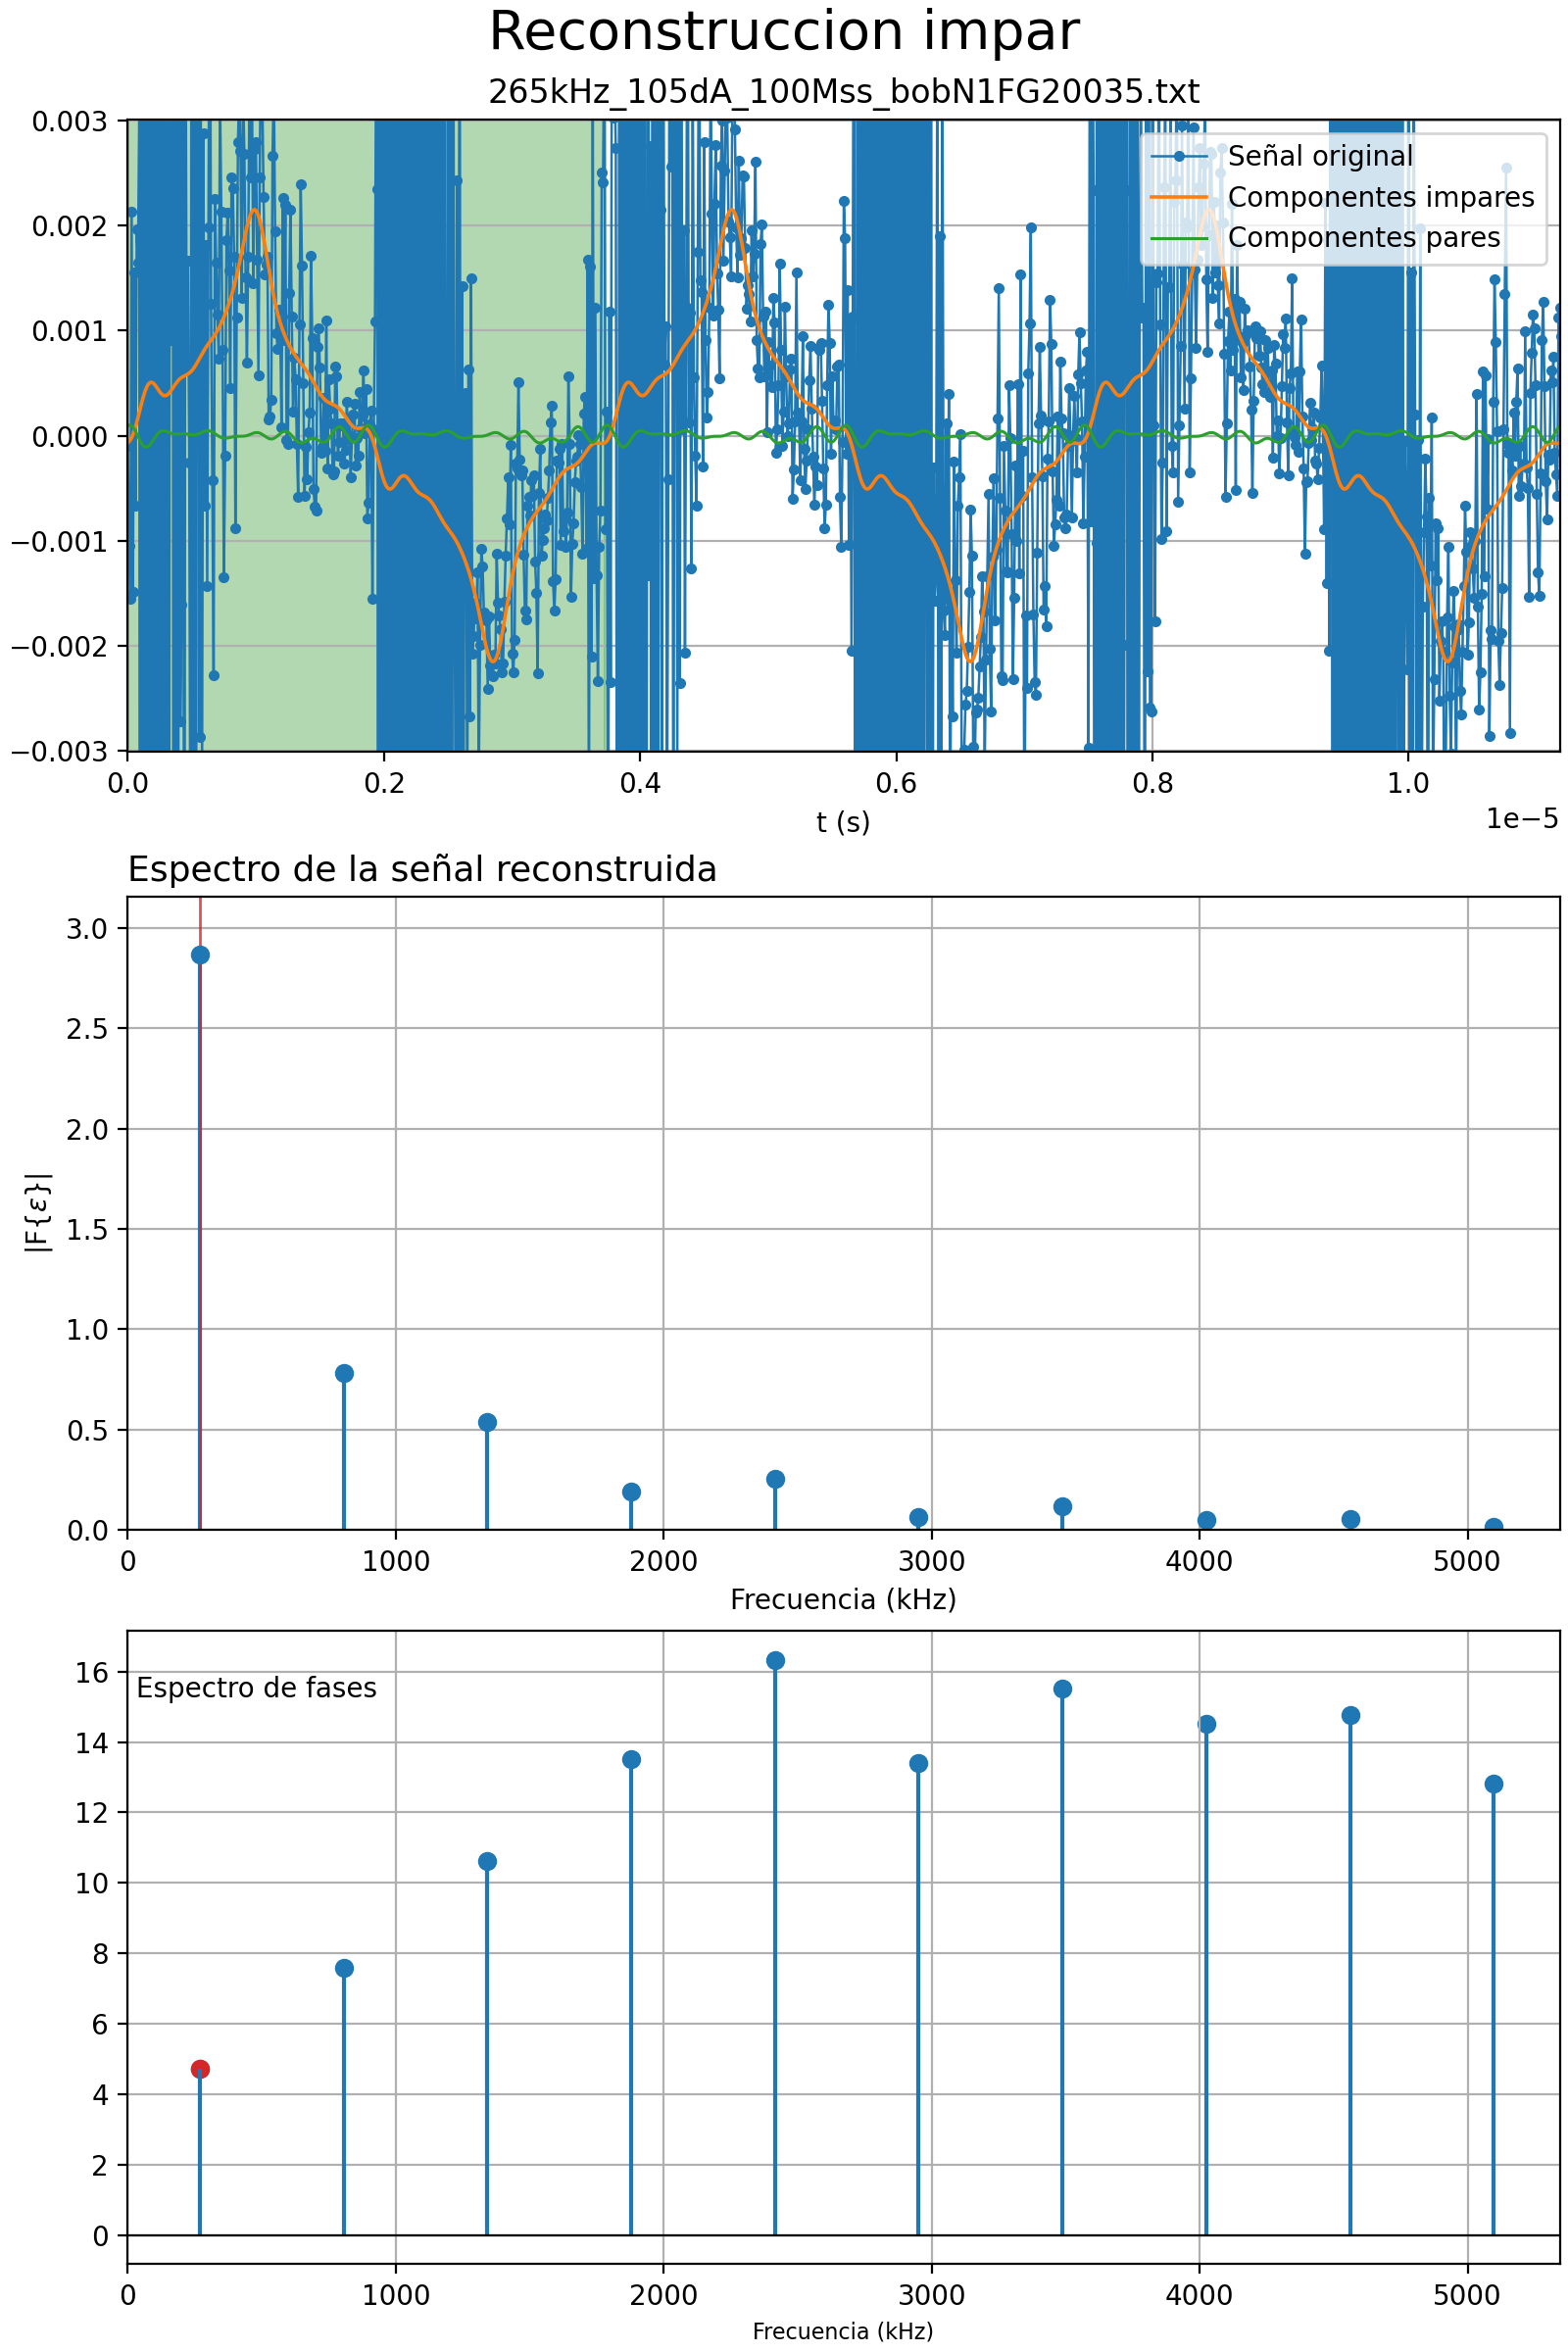 Reconstruccion impar
265kHz_105dA_100Mss_bobN1FG20035.txt
0.003
0.002
0.001
0.000
−0.001
−0.002
−0.003
Señal original
Componentes impares
Componentes pares
0.0 0.2 0.4 0.6 0.8 1.0
1e−5
t (s)
Espectro de la señal reconstruida
3.0
2.5
2.0
1.5
1.0
0.5
0.0
|F{ε}|
0 1000 2000 3000 4000 5000
Frecuencia (kHz)
Espectro de fases
16
14
12
10
8
6
4
2
0
0 1000 2000 3000 4000 5000
Frecuencia (kHz)